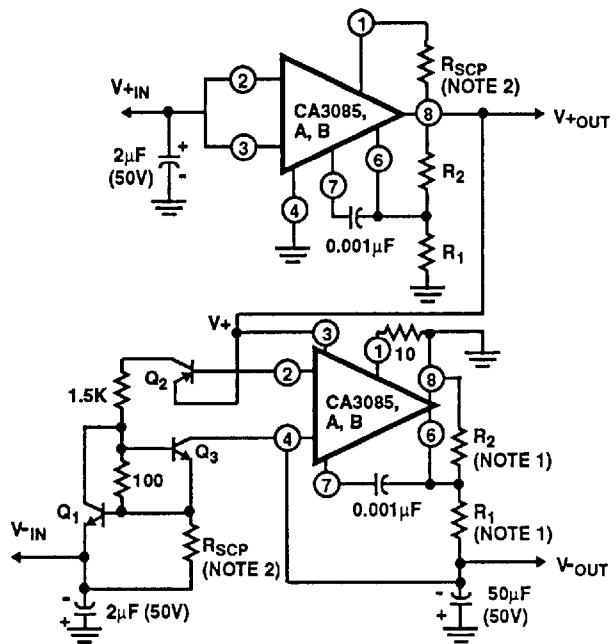 1
V+IN
2
RSCP
(NOTE 2)
CA3085,
A, B
8
V+OUT
3
+
2µF
-
(50V)
6
R2
7
4
0.001µF
R1
V+
3
1
10
Q2
2
8
1.5K
CA3085,
A, B
4
R2
(NOTE 1)
Q3
6
100
7
0.001µF
Q1
R1
(NOTE 1)
V-IN
RSCP
(NOTE 2)
V-OUT
-
+
2µF (50V)
-
+
50µF
(50V)